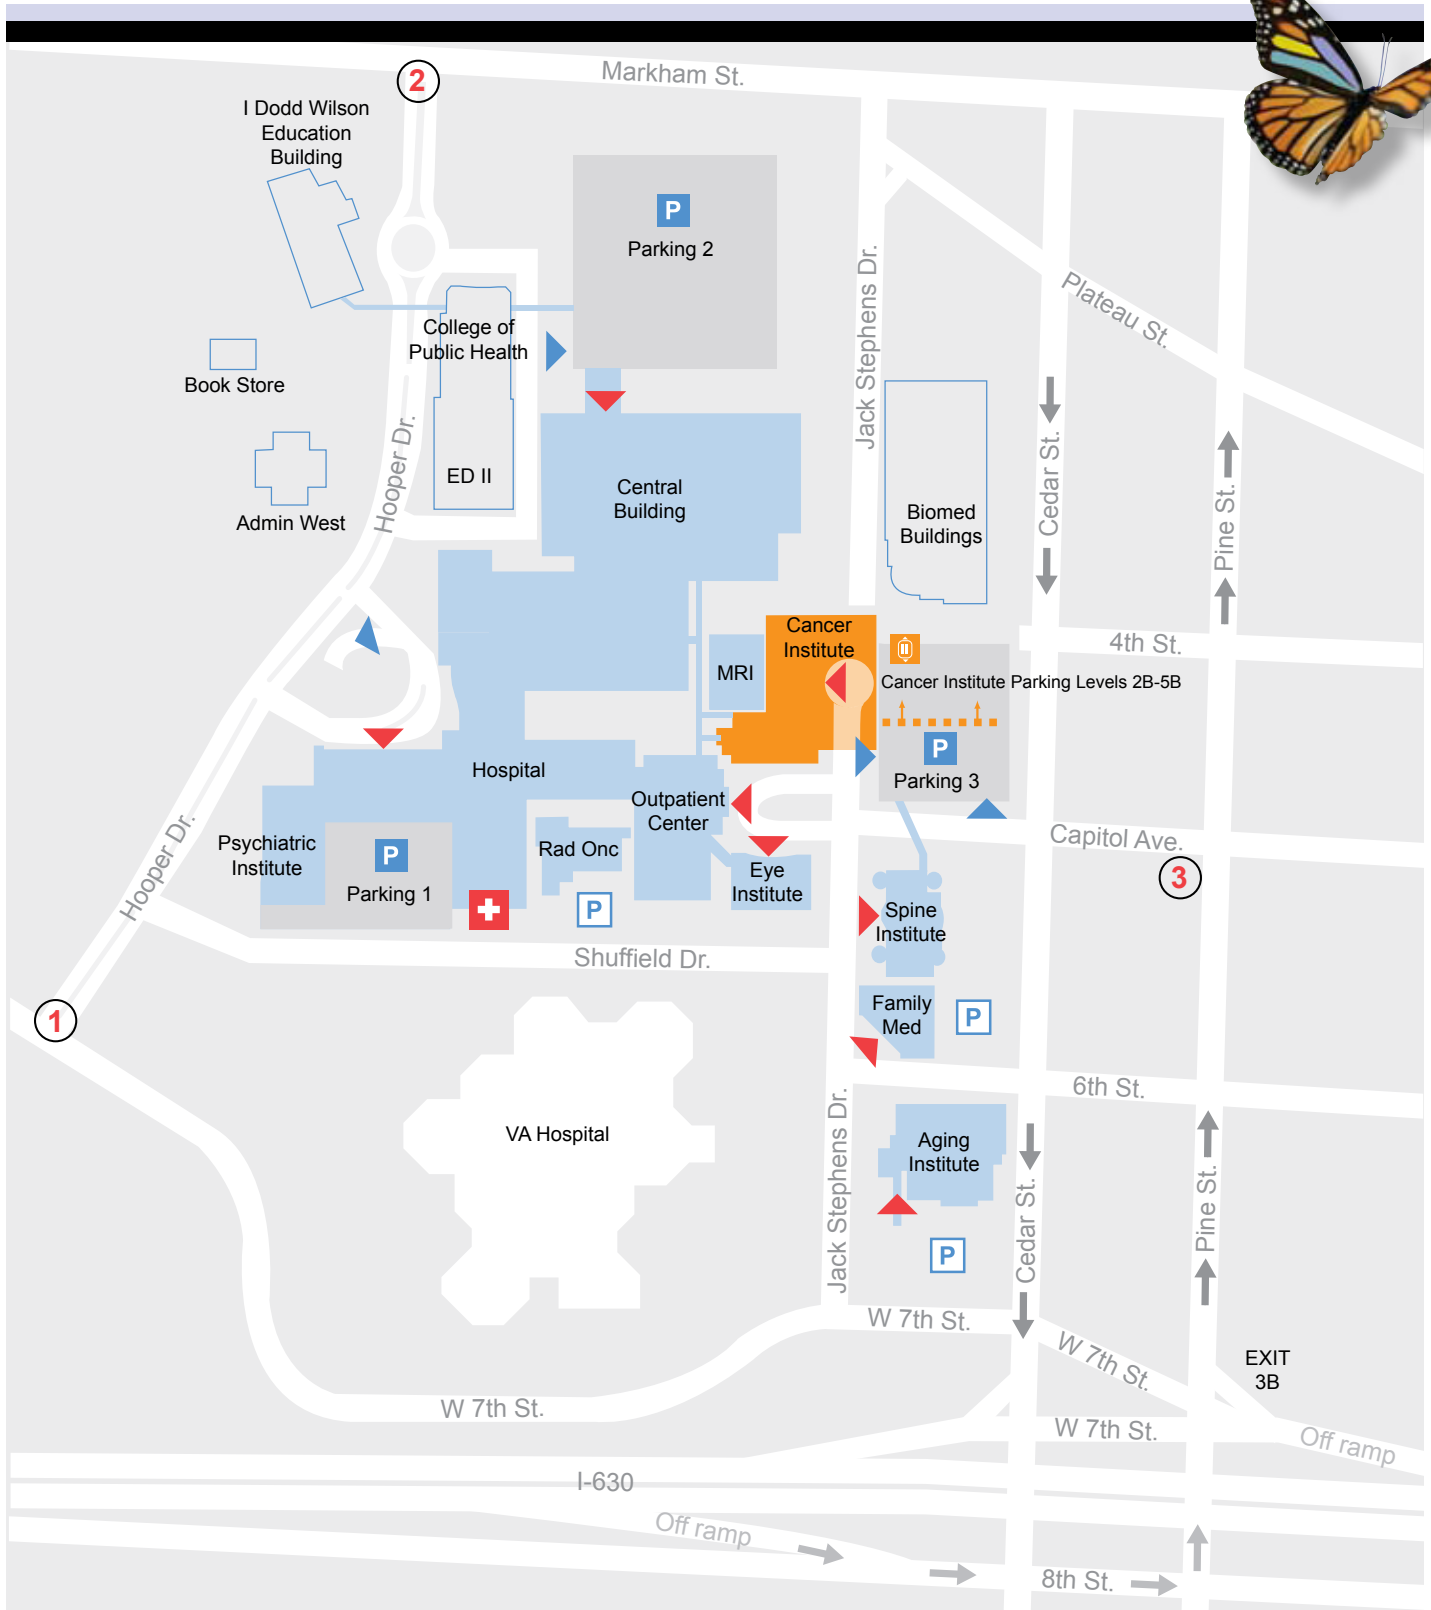 Markham St.
2
I Dodd Wilson
Education
Building
P
Parking 2
Jack Stephens Dr.
Plateau St.
College of
Public Health
Book Store
Hooper Dr.
ED II
Admin West
Central
Building
Biomed
Buildings
Cedar St.
Pine St.
Cancer
Institute
4th St.
MRI
Cancer Institute Parking Levels 2B-5B
P
Parking 3
Hospital
Outpatient
Center
Capitol Ave.
Psychiatric
Institute
P
Parking 1
Rad Onc
Eye
Institute
3
Hooper Dr.
P
Spine
Institute
Shuffield Dr.
1
Family
Med
P
6th St.
VA Hospital
Jack Stephens Dr.
Aging
Institute
Cedar St.
Pine St.
P
W 7th St.
W 7th St.
EXIT
3B
W 7th St.
W 7th St.
Off ramp
I-630
Off ramp
8th St.